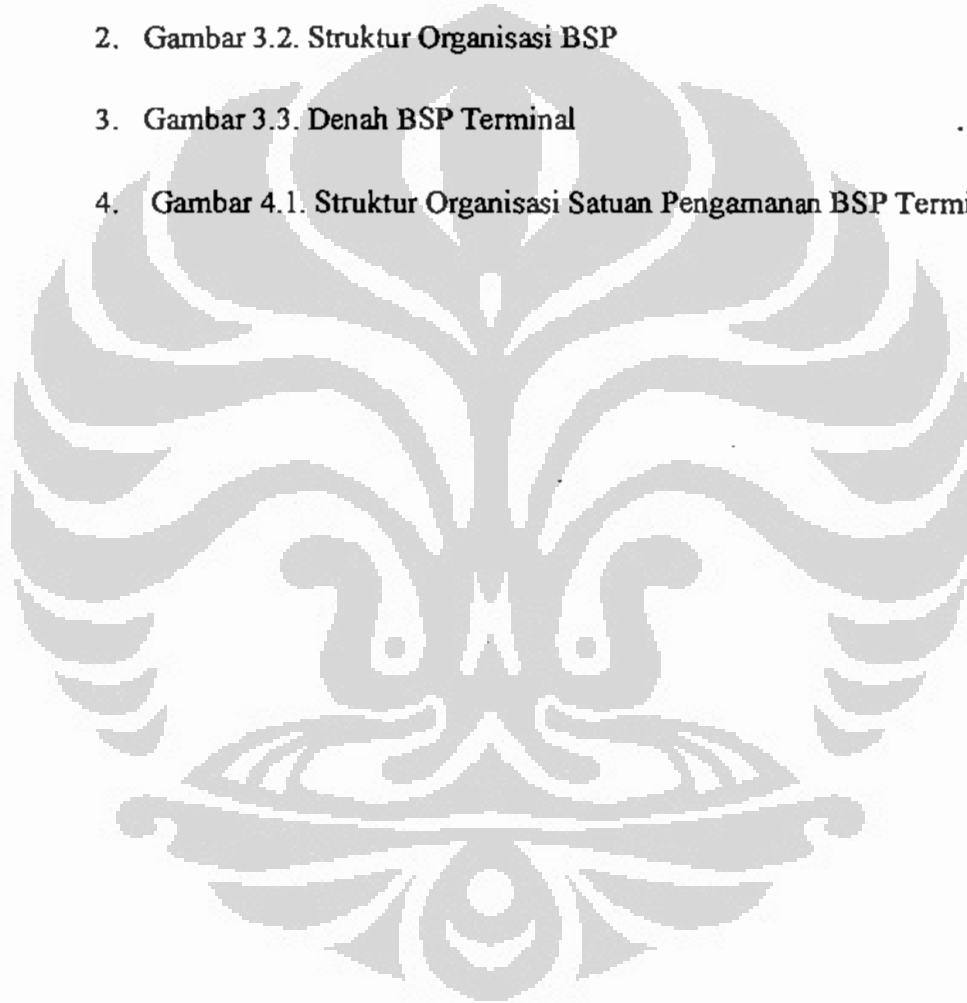 2. Gambar 3.2. Struktur Organisasi BSP
3. Gambar 3.3. Denah BSP Terminal .
4. Gambar 4.1. Struktur Organisasi Satuan Pengamanan BSP Termi